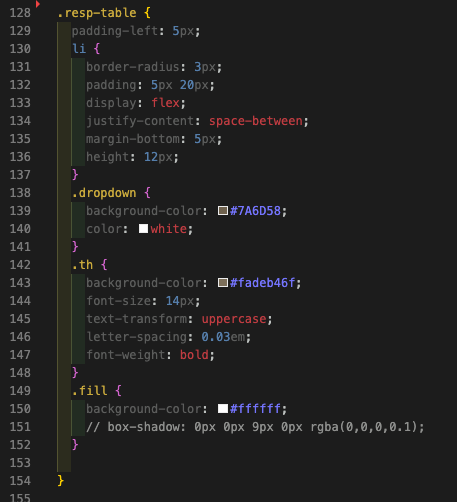 128 .resp-table {
129 padding-left: 5px;
130 li {
131 border-radius: 3px;
132 padding: 5px 20px;
133 display: flex;
134 justify-content: space-between;
135 margin-bottom: 5px;
136 height: 12px;
137 }
138 .dropdown {
139 background-color: #7A6D58;
140 color: white;
141 }
142 .th {
143 background-color: #fadeb46f;
144 font-size: 14px;
145 text-transform: uppercase;
146 letter-spacing: 0.03em;
147 font-weight: bold;
148 }
149 .fill {
150 background-color: #ffffff;
151 // box-shadow: 0px 0px 9px 0px rgba(0,0,0,0.1);
152 }
153
154 }
155